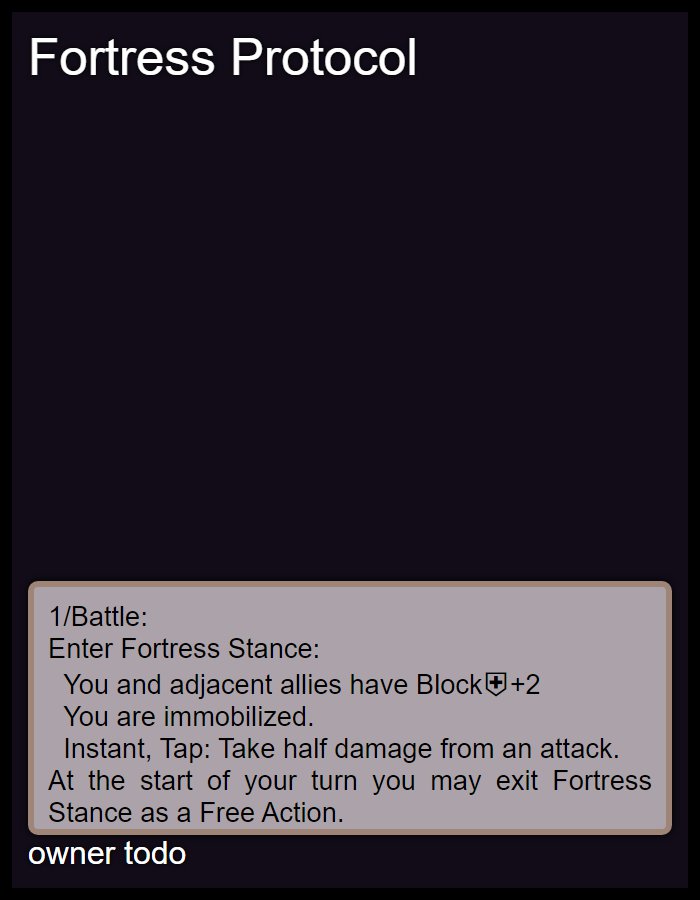 Fortress Protocol
1/Battle:
Enter Fortress Stance:
You and adjacent allies have Block⛨+2
You are immobilized.
Instant, Tap: Take half damage from an attack.
At the start of your turn you may exit Fortress
Stance as a Free Action.
owner todo